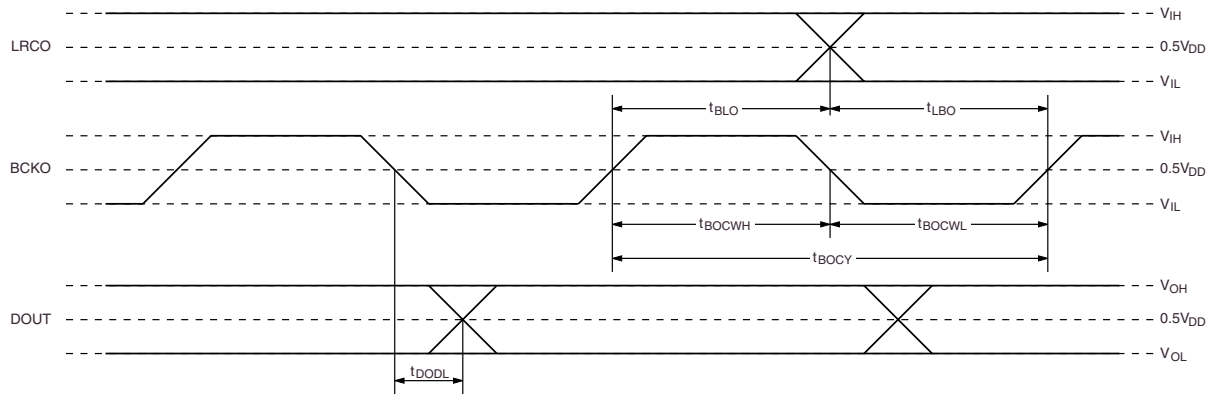 V_IH
LRCO 0.5V_DD
V_IL
t_BLO t_LBO
V_IH
BCKO 0.5V_DD
V_IL
t_BOCWH t_BOCWL
t_BOCY
V_OH
DOUT 0.5V_DD
V_OL
t_DODL